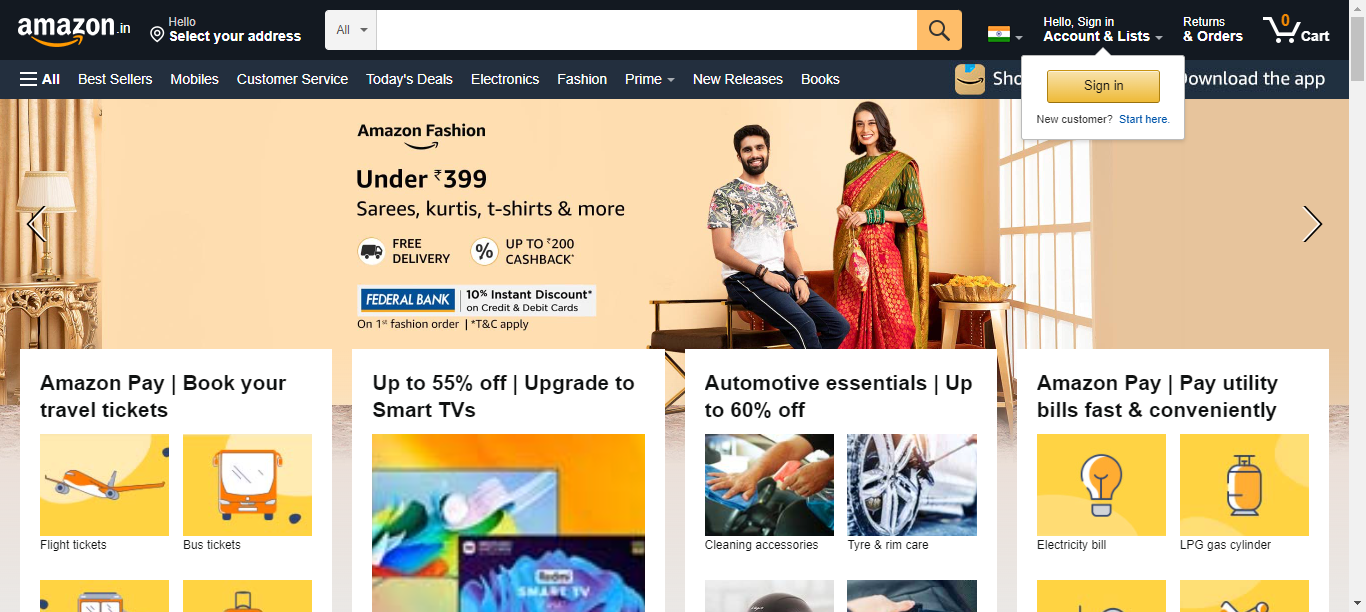 amazon.in
Hello
Select your address
All
Hello, Sign in
Account & Lists
Returns
& Orders
0
Cart
All
Best Sellers
Mobiles
Customer Service
Today's Deals
Electronics
Fashion
Prime
New Releases
Books
Sho
Download the app
Sign in
New customer? Start here.
Amazon Fashion
Under ₹399
Sarees, kurtis, t-shirts & more
FREE
DELIVERY
%
UP TO ₹200
CASHBACK*
FEDERAL BANK
10% Instant Discount*
on Credit & Debit Cards
On 1st fashion order | *T&C apply
Amazon Pay | Book your
travel tickets
Flight tickets
Bus tickets
Up to 55% off | Upgrade to
Smart TVs
Redmi
SMART TV
Automotive essentials | Up
to 60% off
Cleaning accessories
Tyre & rim care
Amazon Pay | Pay utility
bills fast & conveniently
Electricity bill
LPG gas cylinder